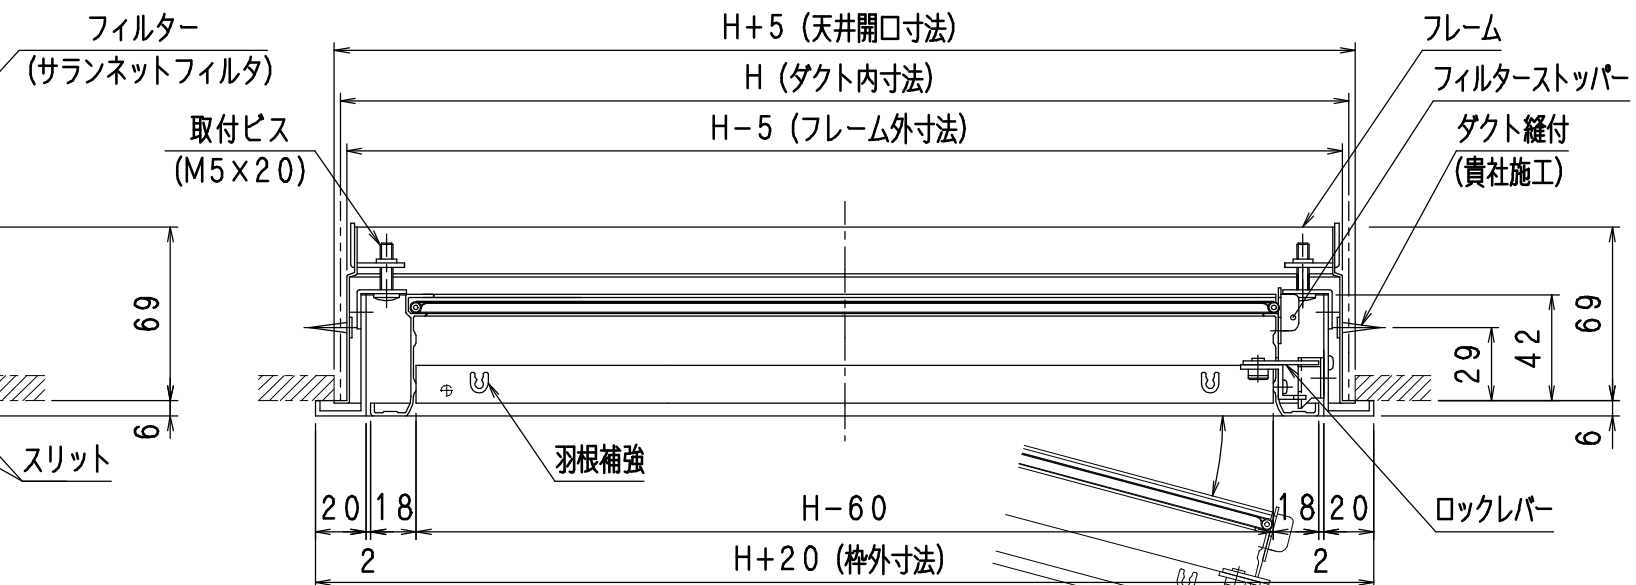 フィルター
(サランネットフィルタ)
H+5 (天井開口寸法)
フレーム
H (ダクト内寸法)
フィルターストッパー
取付ビス
(M5×20)
H-5 (フレーム外寸法)
ダクト縫付
(貴社施工)
69
6
69
42
29
6
スリット
羽根補強
ロックレバー
20
18
H-60
18
20
2
H+20 (枠外寸法)
2